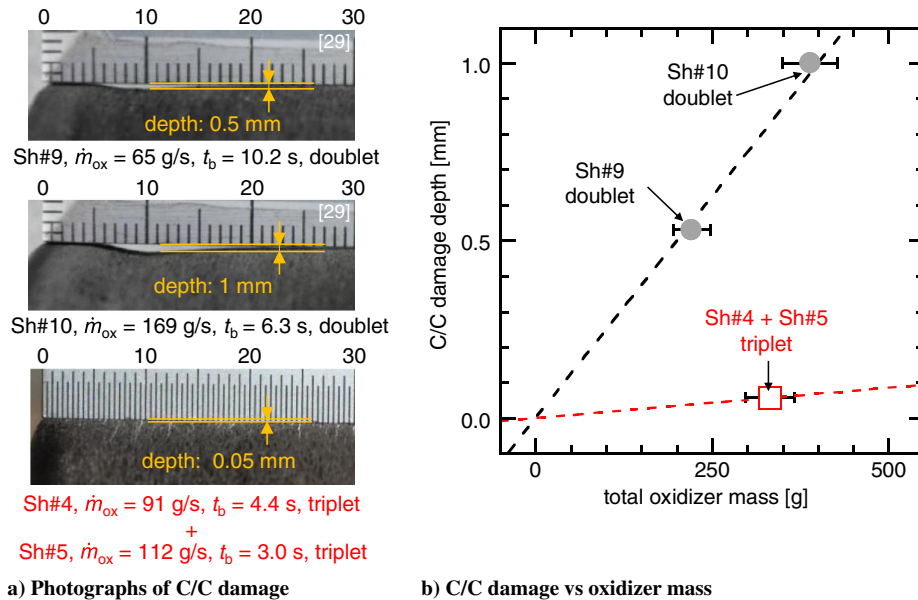 0 10 20 30
[29]
depth: 0.5 mm
Sh#9, ṁox = 65 g/s, tb = 10.2 s, doublet
[29]
depth: 1 mm
Sh#10, ṁox = 169 g/s, tb = 6.3 s, doublet
0 10 20 30
depth: 0.05 mm
Sh#4, ṁox = 91 g/s, tb = 4.4 s, triplet
+
Sh#5, ṁox = 112 g/s, tb = 3.0 s, triplet
a) Photographs of C/C damage
C/C damage depth [mm]
1.0
0.5
0.0
Sh#10
doublet
Sh#9
doublet
Sh#4 + Sh#5
triplet
0 250 500
total oxidizer mass [g]
b) C/C damage vs oxidizer mass